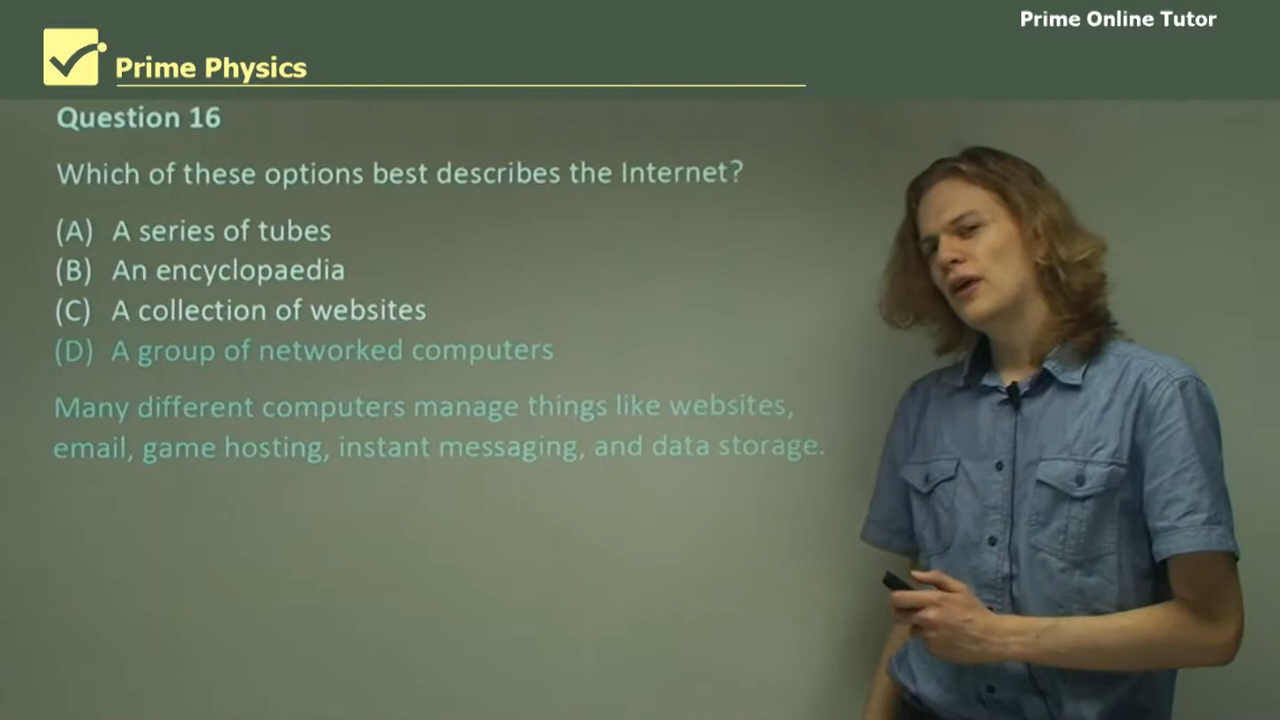 Prime Online Tutor
Prime Physics
Question 16
Which of these options best describes the Internet?
(A) A series of tubes
(B) An encyclopaedia
(C) A collection of websites
(D) A group of networked computers
Many different computers manage things like websites,
email, game hosting, instant messaging, and data storage.